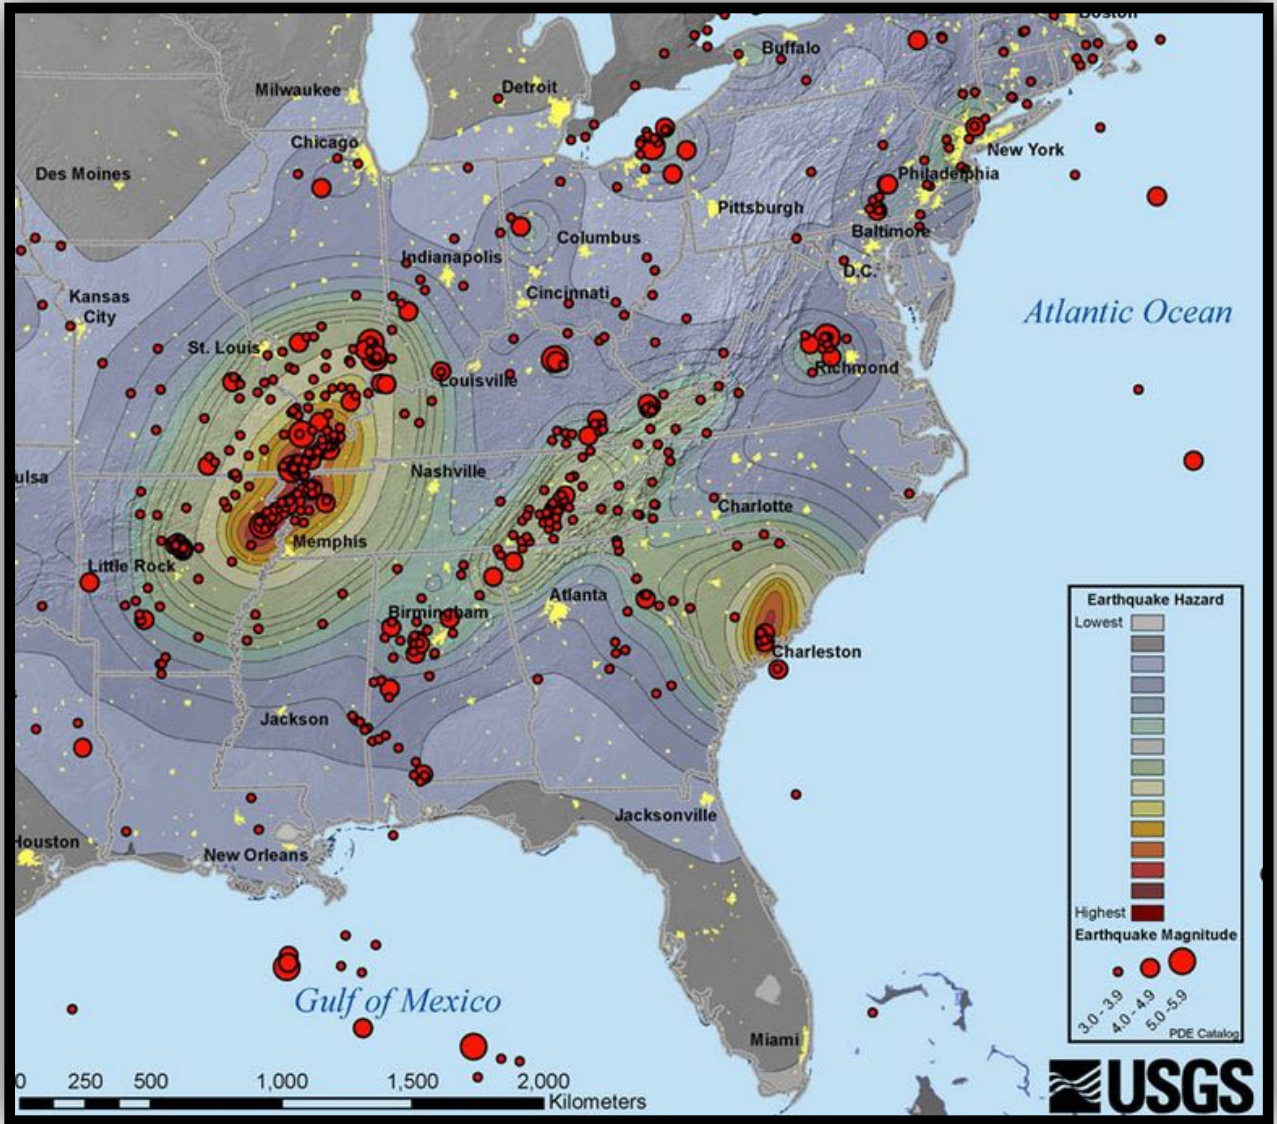 Boston
Buffalo
Milwaukee
Detroit
Chicago
New York
Des Moines
Philadelphia
Pittsburgh
Baltimore
Columbus
Indianapolis
D.C.
Cincinnati
Kansas
City
Atlantic Ocean
St. Louis
Richmond
Louisville
Nashville
ulsa
Charlotte
Memphis
Little Rock
Atlanta
Birmingham
Charleston
Jackson
Jacksonville
Houston
New Orleans
Gulf of Mexico
Miami
Earthquake Hazard
Lowest
Highest
Earthquake Magnitude
3.0 - 3.9
4.0 - 4.9
5.0 -5.9
PDE Catalog
0 250 500 1,000 1,500 2,000
Kilometers
USGS